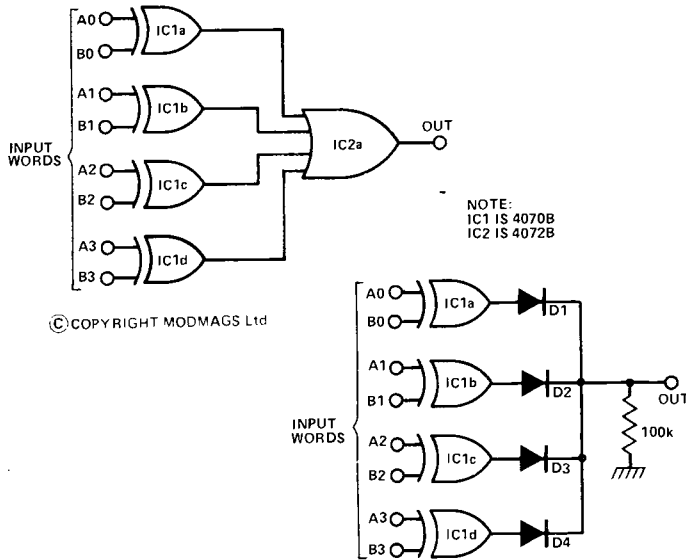 A0
IC1a
B0
A1
IC1b
B1
INPUT
WORDS
IC2a
OUT
A2
IC1c
B2
A3
IC1d
B3
NOTE:
IC1 IS 4070B
IC2 IS 4072B
©COPYRIGHT MODMAGS Ltd
A0
IC1a
D1
B0
A1
IC1b
D2
B1
OUT
INPUT
WORDS
100k
A2
IC1c
D3
B2
A3
IC1d
D4
B3